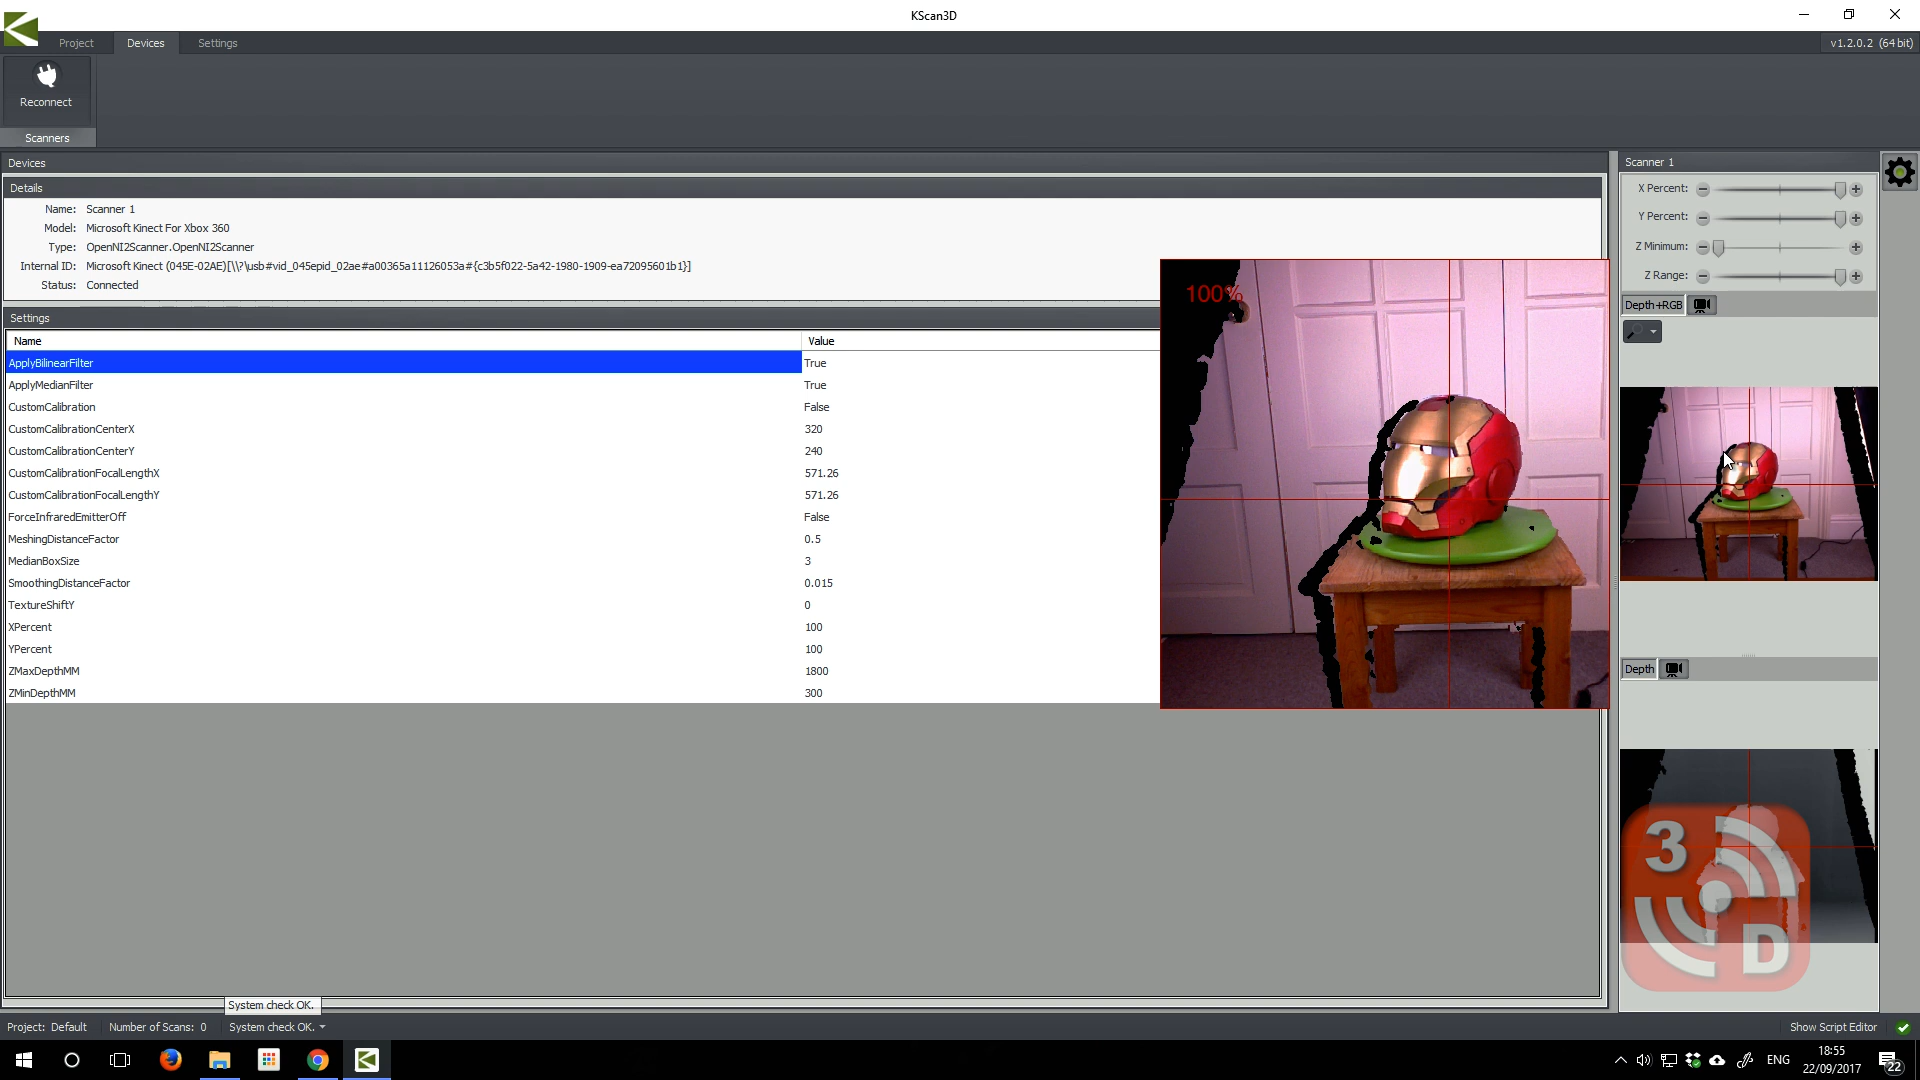 KScan3D
Project Devices Settings v1.2.0.2 (64 bit)
Reconnect
Scanners
Devices
Details
Name: Scanner 1
Model: Microsoft Kinect For Xbox 360
Type: OpenNI2Scanner.OpenNI2Scanner
Internal ID: Microsoft Kinect (045E-02AE)[\\?\usb#vid_045epid_02ae#a00365a11126053a#{c3b5f022-5a42-1980-1909-ea72095601b1}]
Status: Connected
Settings
Name Value
ApplyBilinearFilter True
ApplyMedianFilter True
CustomCalibration False
CustomCalibrationCenterX 320
CustomCalibrationCenterY 240
CustomCalibrationFocalLengthX 571.26
CustomCalibrationFocalLengthY 571.26
ForceInfraredEmitterOff False
MeshingDistanceFactor 0.5
MedianBoxSize 3
SmoothingDistanceFactor 0.015
TextureShiftY 0
XPercent 100
YPercent 100
ZMaxDepthMM 1800
ZMinDepthMM 300
100%
Scanner 1
X Percent:
Y Percent:
Z Minimum:
Z Range:
Depth+RGB
Depth
3
D
System check OK.
Project: Default Number of Scans: 0 System check OK. Show Script Editor
ENG
18:55
22/09/2017
22